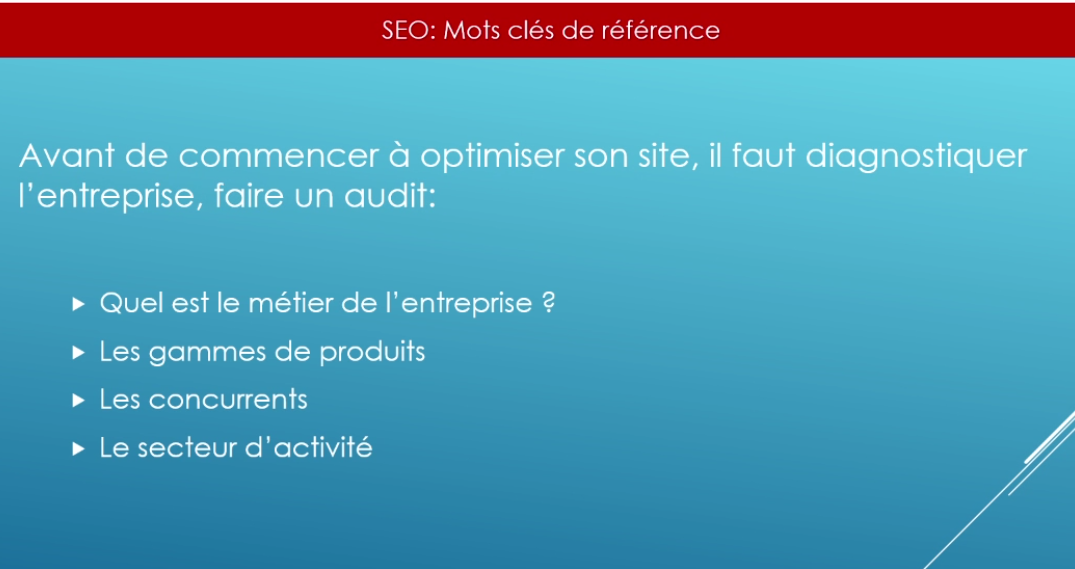 SEO: Mots clés de référence
Avant de commencer à optimiser son site, il faut diagnostiquer
l'entreprise, faire un audit:
Quel est le métier de l'entreprise ?
Les gammes de produits
Les concurrents
Le secteur d'activité